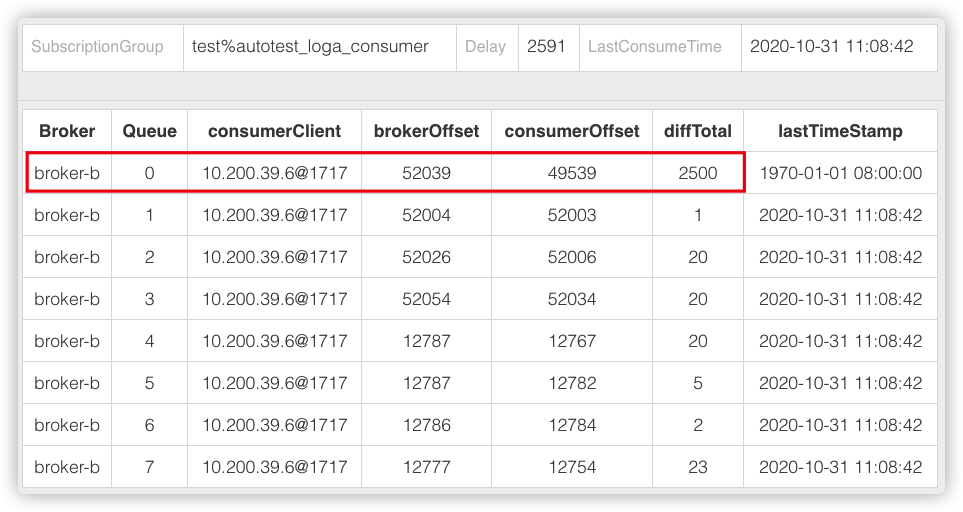 SubscriptionGroup test%autotest_loga_consumer Delay 2591 LastConsumeTime 2020-10-31 11:08:42
Broker Queue consumerClient brokerOffset consumerOffset diffTotal lastTimeStamp
broker-b 0 10.200.39.6@1717 52039 49539 2500 1970-01-01 08:00:00
broker-b 1 10.200.39.6@1717 52004 52003 1 2020-10-31 11:08:42
broker-b 2 10.200.39.6@1717 52026 52006 20 2020-10-31 11:08:42
broker-b 3 10.200.39.6@1717 52054 52034 20 2020-10-31 11:08:42
broker-b 4 10.200.39.6@1717 12787 12767 20 2020-10-31 11:08:42
broker-b 5 10.200.39.6@1717 12787 12782 5 2020-10-31 11:08:42
broker-b 6 10.200.39.6@1717 12786 12784 2 2020-10-31 11:08:42
broker-b 7 10.200.39.6@1717 12777 12754 23 2020-10-31 11:08:42